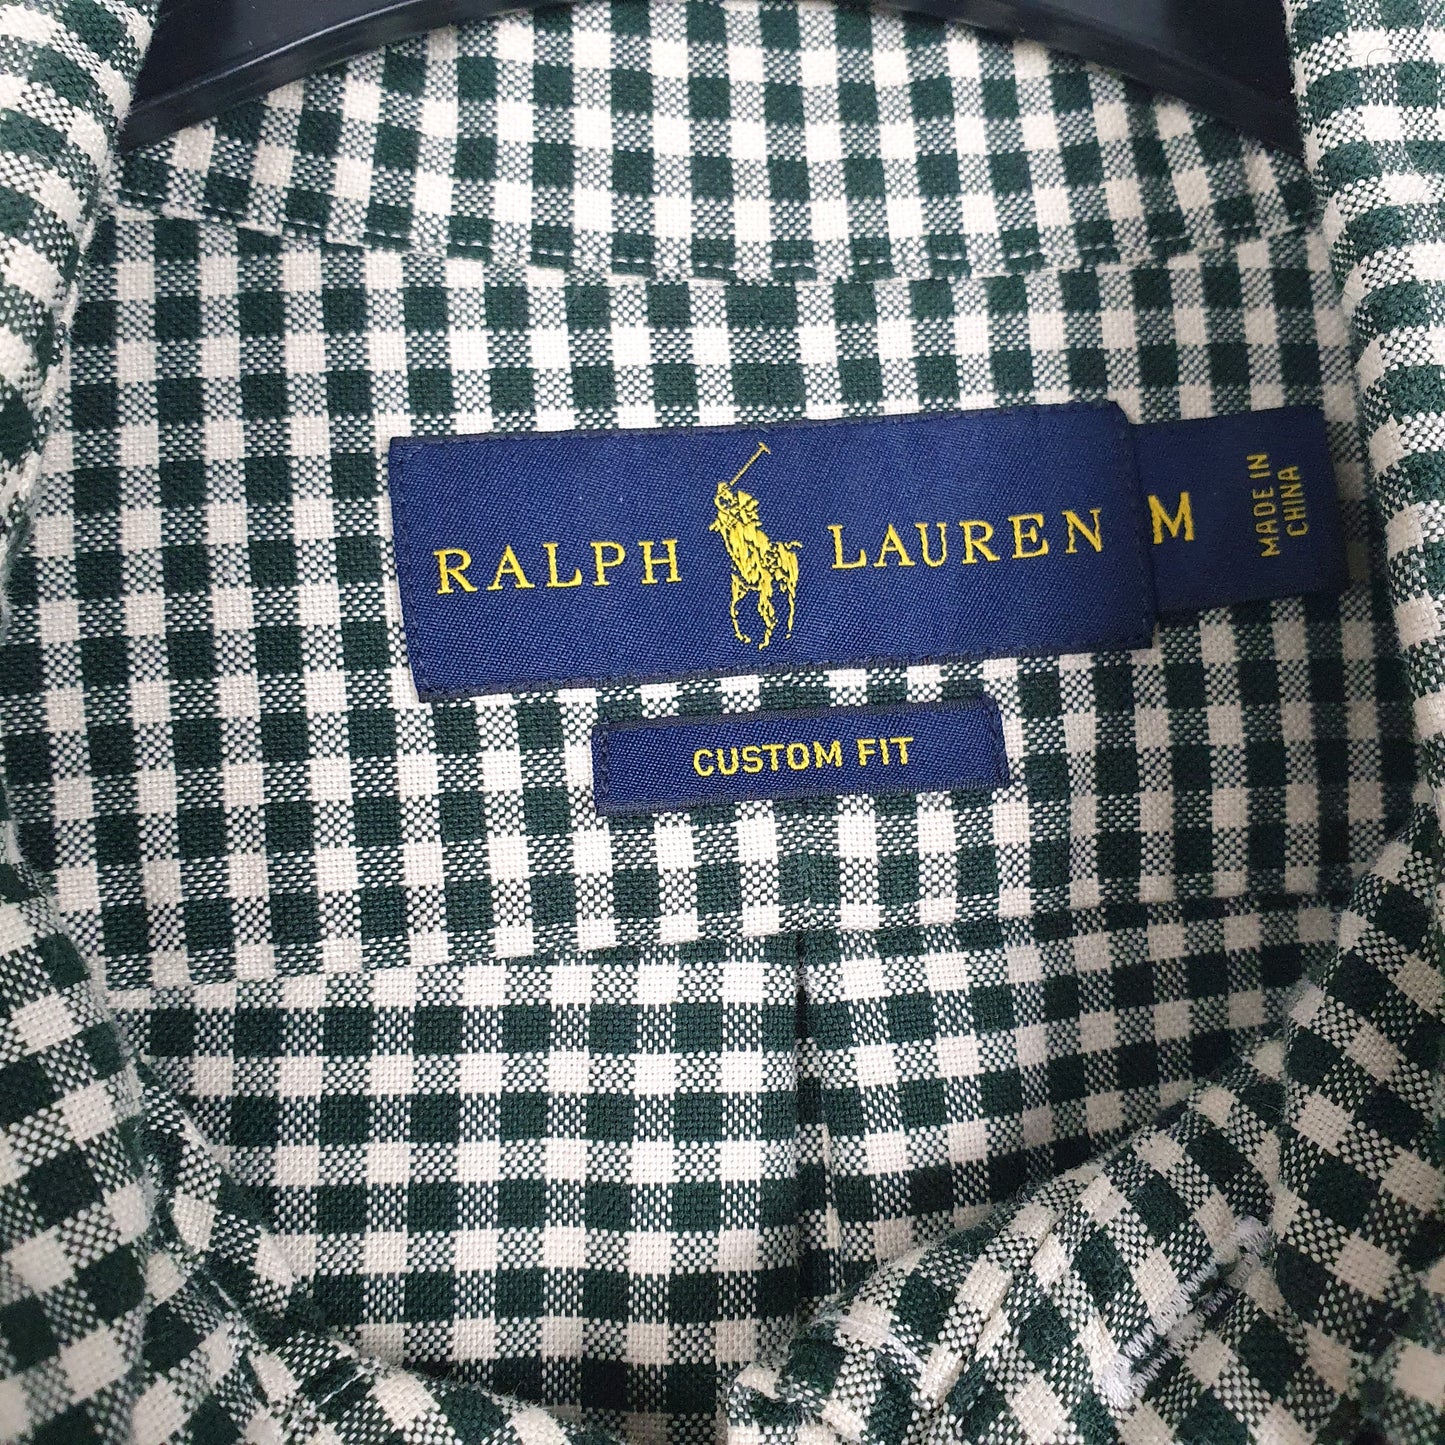 RALPH LAUREN
M
MADE IN
CHINA
CUSTOM FIT